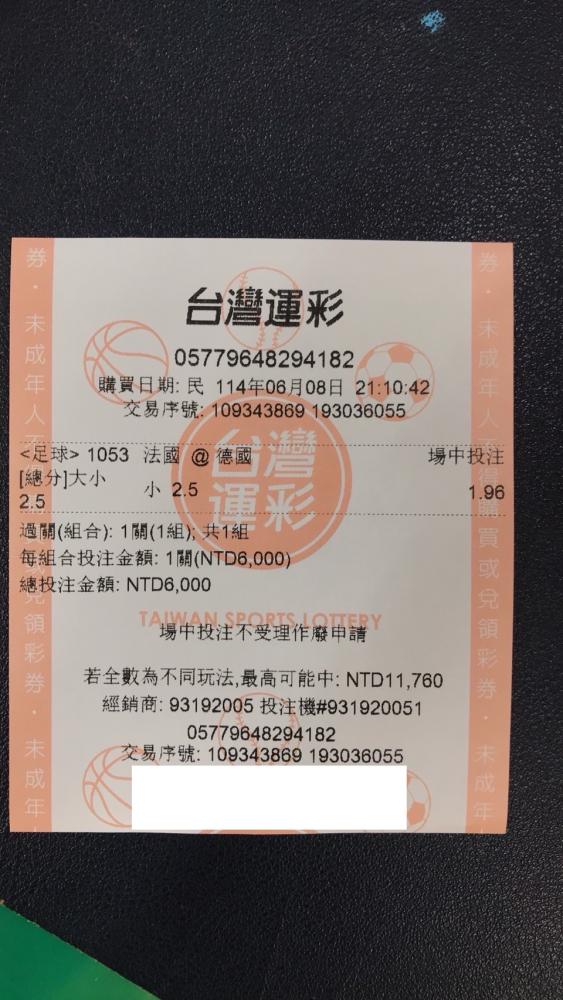 台灣運彩
05779648294182
購買日期: 民 114年06月08日 21:10:42
交易序號: 109343869 193036055
<足球> 1053 法國 @ 德國 場中投注
[總分]大小
2.5 小 2.5 1.96
過關(組合): 1關(1組); 共1組
每組合投注金額: 1關(NTD6,000)
總投注金額: NTD6,000
TAIWAN SPORTS LOTTERY
場中投注不受理作廢申請
若全數為不同玩法,最高可能中: NTD11,760
經銷商: 93192005 投注機#931920051
05779648294182
交易序號: 109343869 193036055
台灣運彩
券・未成年人
領彩券・未成年
券・未成年人
購買或兌領彩券・未成年